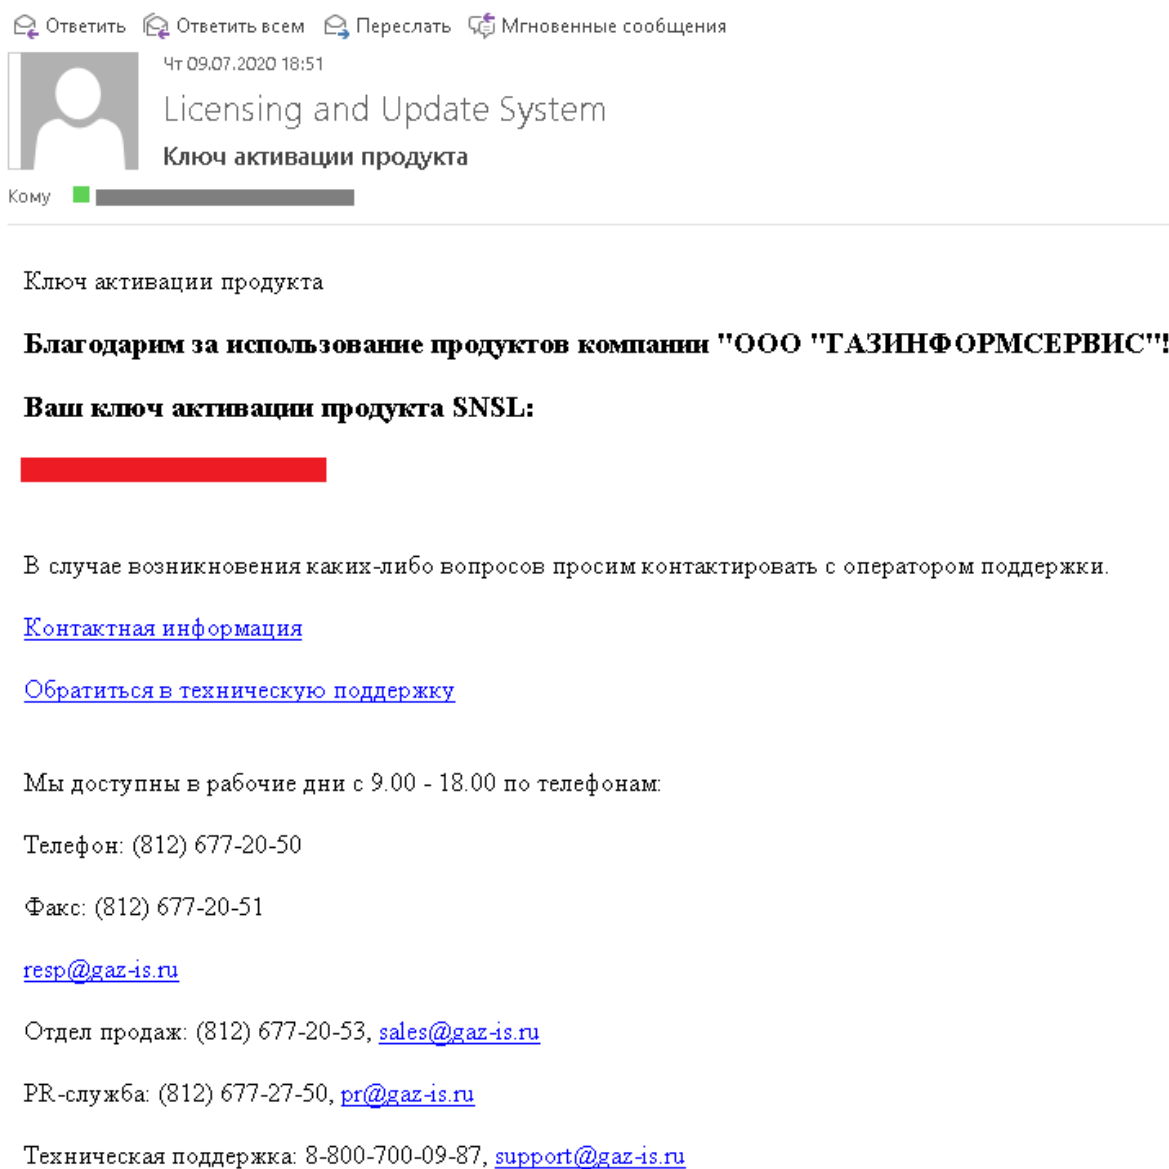 Ответить Ответить всем Переслать Мгновенные сообщения
Чт 09.07.2020 18:51
Licensing and Update System
Ключ активации продукта
Кому
Ключ активации продукта
Благодарим за использование продуктов компании "ООО "ГАЗИНФОРМСЕРВИС"!
Ваш ключ активации продукта SNSL:
В случае возникновения каких-либо вопросов просим контактировать с оператором поддержки.
Контактная информация
Обратиться в техническую поддержку
Мы доступны в рабочие дни с 9.00 - 18.00 по телефонам:
Телефон: (812) 677-20-50
Факс: (812) 677-20-51
resp@gaz-is.ru
Отдел продаж: (812) 677-20-53, sales@gaz-is.ru
PR-служба: (812) 677-27-50, pr@gaz-is.ru
Техническая поддержка: 8-800-700-09-87, support@gaz-is.ru